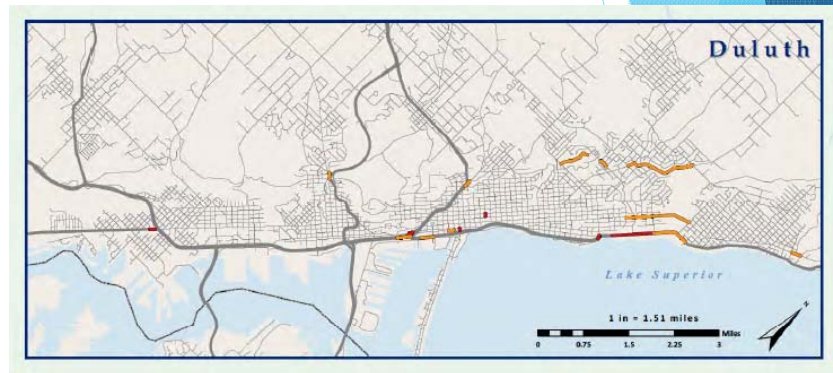 Duluth
Lake Superior
1 in = 1.51 miles
Miles
0 0.75 1.5 2.25 3
N